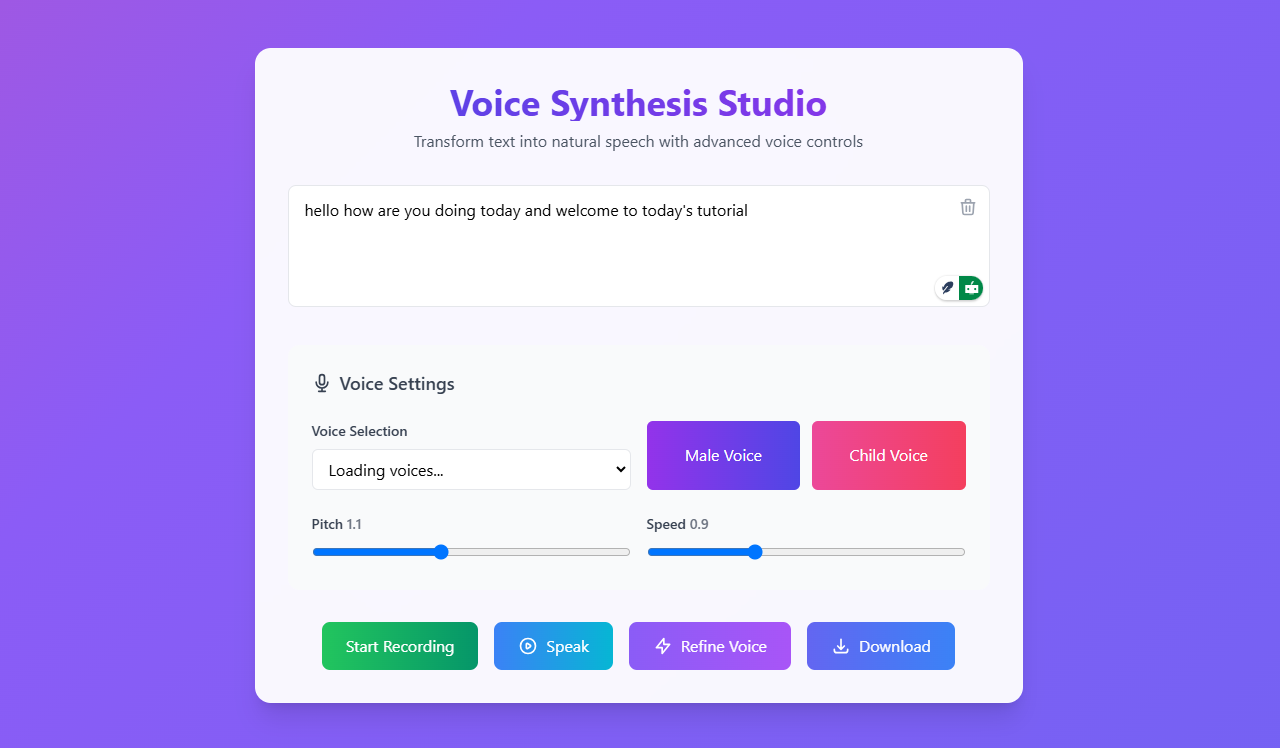 Voice Synthesis Studio
Transform text into natural speech with advanced voice controls
hello how are you doing today and welcome to today's tutorial
Voice Settings
Voice Selection
Loading voices...
Male Voice
Child Voice
Pitch 1.1
Speed 0.9
Start Recording
Speak
Refine Voice
Download